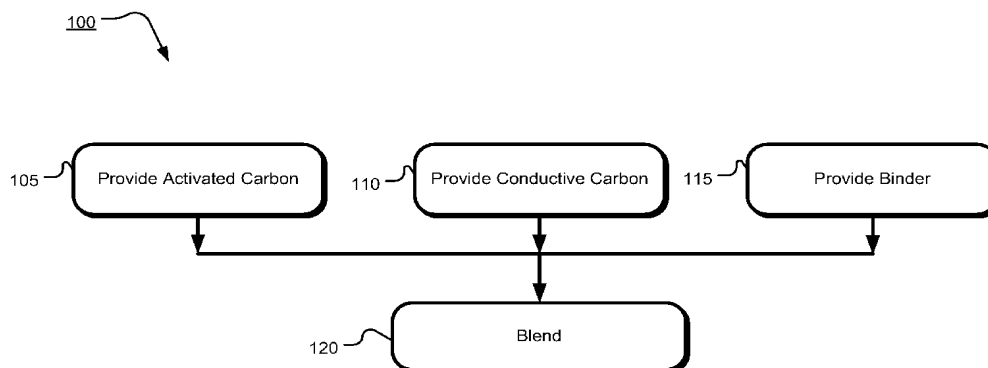 100
105
Provide Activated Carbon
110
Provide Conductive Carbon
115
Provide Binder
120
Blend